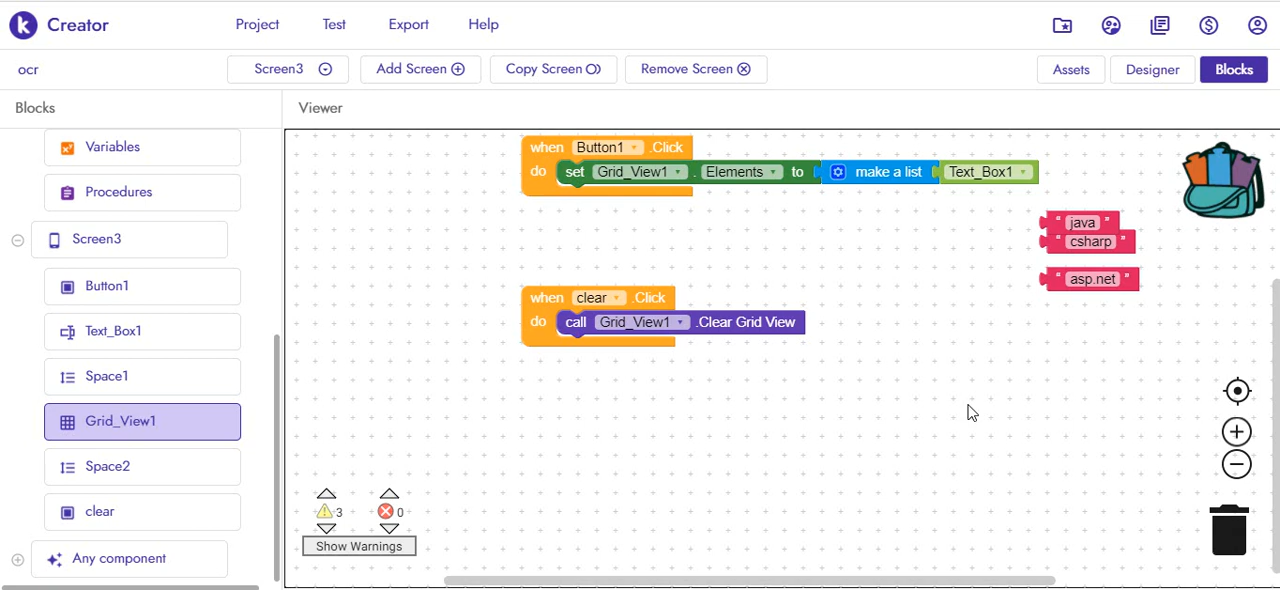 Creator
Project Test Export Help
ocr
Screen3 Add Screen Copy Screen Remove Screen Assets Designer Blocks
Blocks Viewer
Variables
Procedures
Screen3
Button1
Text_Box1
Space1
Grid_View1
Space2
clear
Any component
when Button1 .Click
do set Grid_View1 . Elements to make a list Text_Box1
" java "
" csharp "
" asp.net "
when clear .Click
do call Grid_View1 .Clear Grid View
3 0
Show Warnings